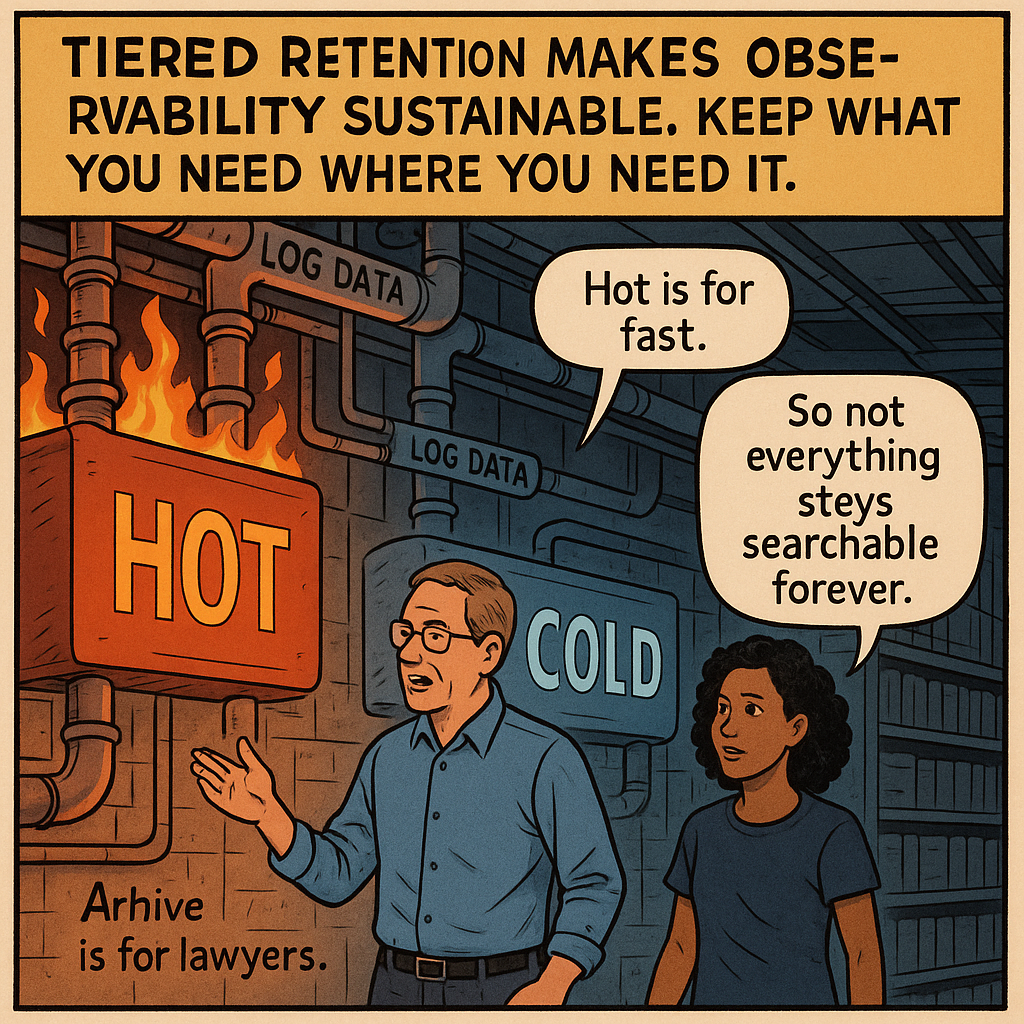 TIERED RETENTION MAKES OBSE-
RVABILITY SUSTAINABLE. KEEP WHAT
YOU NEED WHERE YOU NEED IT.
LOG DATA
Hot is for
fast.
So not
everything
steys
searchable
forever.
LOG DATA
HOT
COLD
Arhive
is for lawyers.